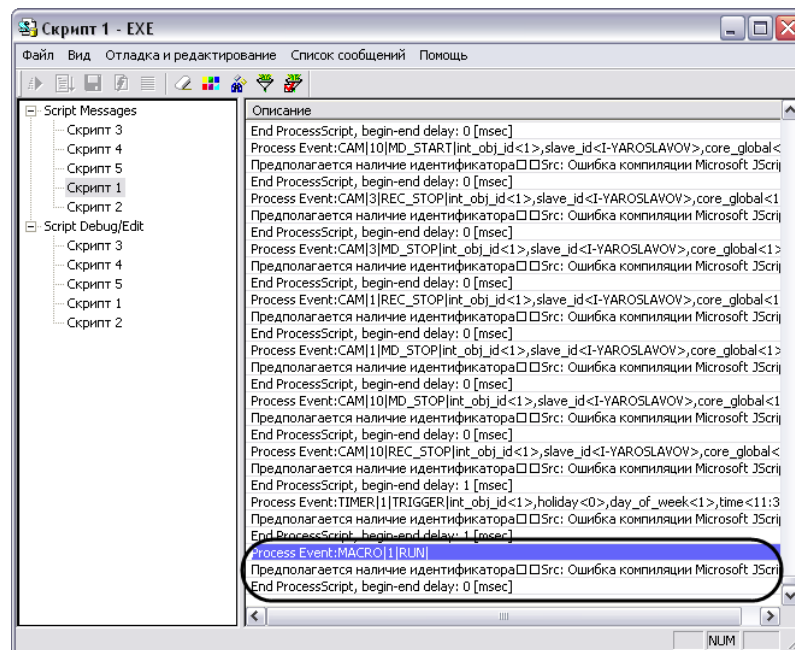 Скрипт 1 - EXE
Файл Вид Отладка и редактирование Список сообщений Помощь
Script Messages
Скрипт 3
Скрипт 4
Скрипт 5
Скрипт 1
Скрипт 2
Script Debug/Edit
Скрипт 3
Скрипт 4
Скрипт 5
Скрипт 1
Скрипт 2
Описание
End ProcessScript, begin-end delay: 0 [msec]
Process Event:CAM|10|MD_START|int_obj_id<1>,slave_id<I-YAROSLAVOV>,core_global<
Предполагается наличие идентификатора□□Src: Ошибка компиляции Microsoft JScrip
End ProcessScript, begin-end delay: 0 [msec]
Process Event:CAM|3|REC_STOP|int_obj_id<1>,slave_id<I-YAROSLAVOV>,core_global<1
Предполагается наличие идентификатора□□Src: Ошибка компиляции Microsoft JScrip
End ProcessScript, begin-end delay: 0 [msec]
Process Event:CAM|3|MD_STOP|int_obj_id<1>,slave_id<I-YAROSLAVOV>,core_global<1>
Предполагается наличие идентификатора□□Src: Ошибка компиляции Microsoft JScrip
End ProcessScript, begin-end delay: 0 [msec]
Process Event:CAM|1|REC_STOP|int_obj_id<1>,slave_id<I-YAROSLAVOV>,core_global<1
Предполагается наличие идентификатора□□Src: Ошибка компиляции Microsoft JScrip
End ProcessScript, begin-end delay: 0 [msec]
Process Event:CAM|1|MD_STOP|int_obj_id<1>,slave_id<I-YAROSLAVOV>,core_global<1>
Предполагается наличие идентификатора□□Src: Ошибка компиляции Microsoft JScrip
End ProcessScript, begin-end delay: 0 [msec]
Process Event:CAM|10|MD_STOP|int_obj_id<1>,slave_id<I-YAROSLAVOV>,core_global<1
Предполагается наличие идентификатора□□Src: Ошибка компиляции Microsoft JScrip
End ProcessScript, begin-end delay: 0 [msec]
Process Event:CAM|10|REC_STOP|int_obj_id<1>,slave_id<I-YAROSLAVOV>,core_global<
Предполагается наличие идентификатора□□Src: Ошибка компиляции Microsoft JScrip
End ProcessScript, begin-end delay: 1 [msec]
Process Event:TIMER|1|TRIGGER|int_obj_id<1>,holiday<0>,day_of_week<1>,time<11:3
Предполагается наличие идентификатора□□Src: Ошибка компиляции Microsoft JScrip
End ProcessScript, begin-end delay: 1 [msec]
Process Event:MACRO|1|RUN|
Предполагается наличие идентификатора□□Src: Ошибка компиляции Microsoft JScri
End ProcessScript, begin-end delay: 0 [msec]
NUM